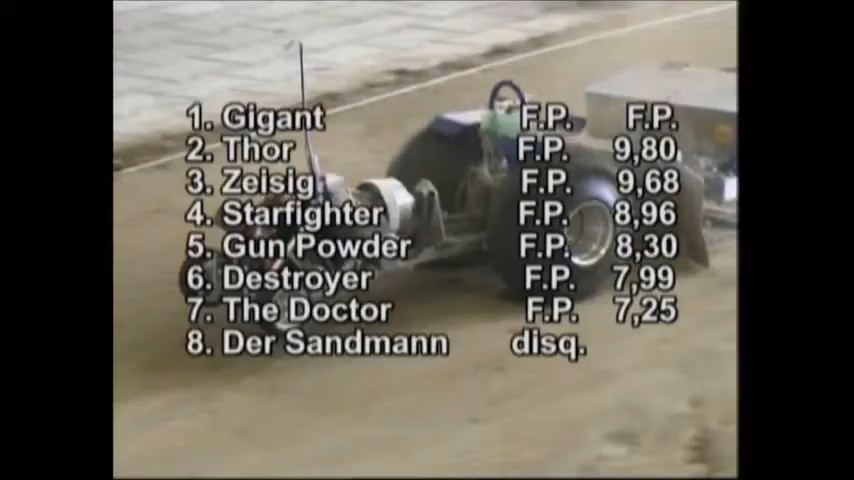 1. Gigant F.P. F.P.
2. Thor F.P. 9,80
3. Zeisig F.P. 9,68
4. Starfighter F.P. 8,96
5. Gun Powder F.P. 8,30
6. Destroyer F.P. 7,99
7. The Doctor F.P. 7,25
8. Der Sandmann disq.